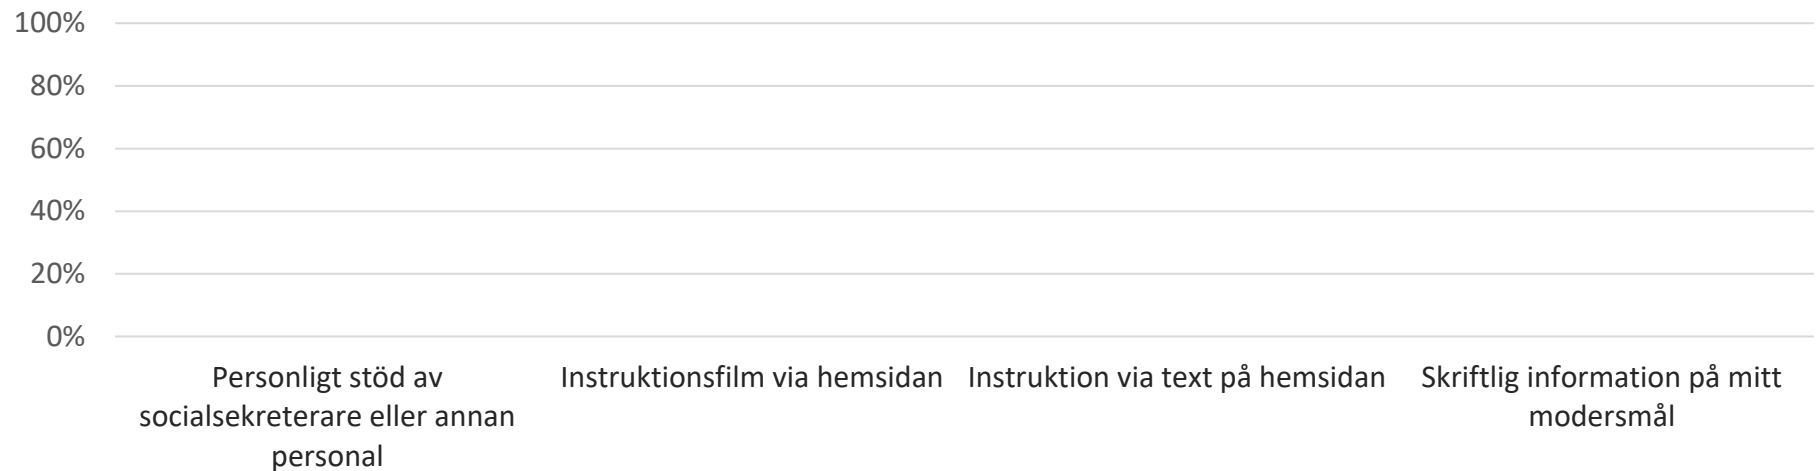 100%
80%
60%
40%
20%
0%
Personligt stöd av
socialsekreterare eller annan
personal
Instruktionsfilm via hemsidan
Instruktion via text på hemsidan
Skriftlig information på mitt
modersmål